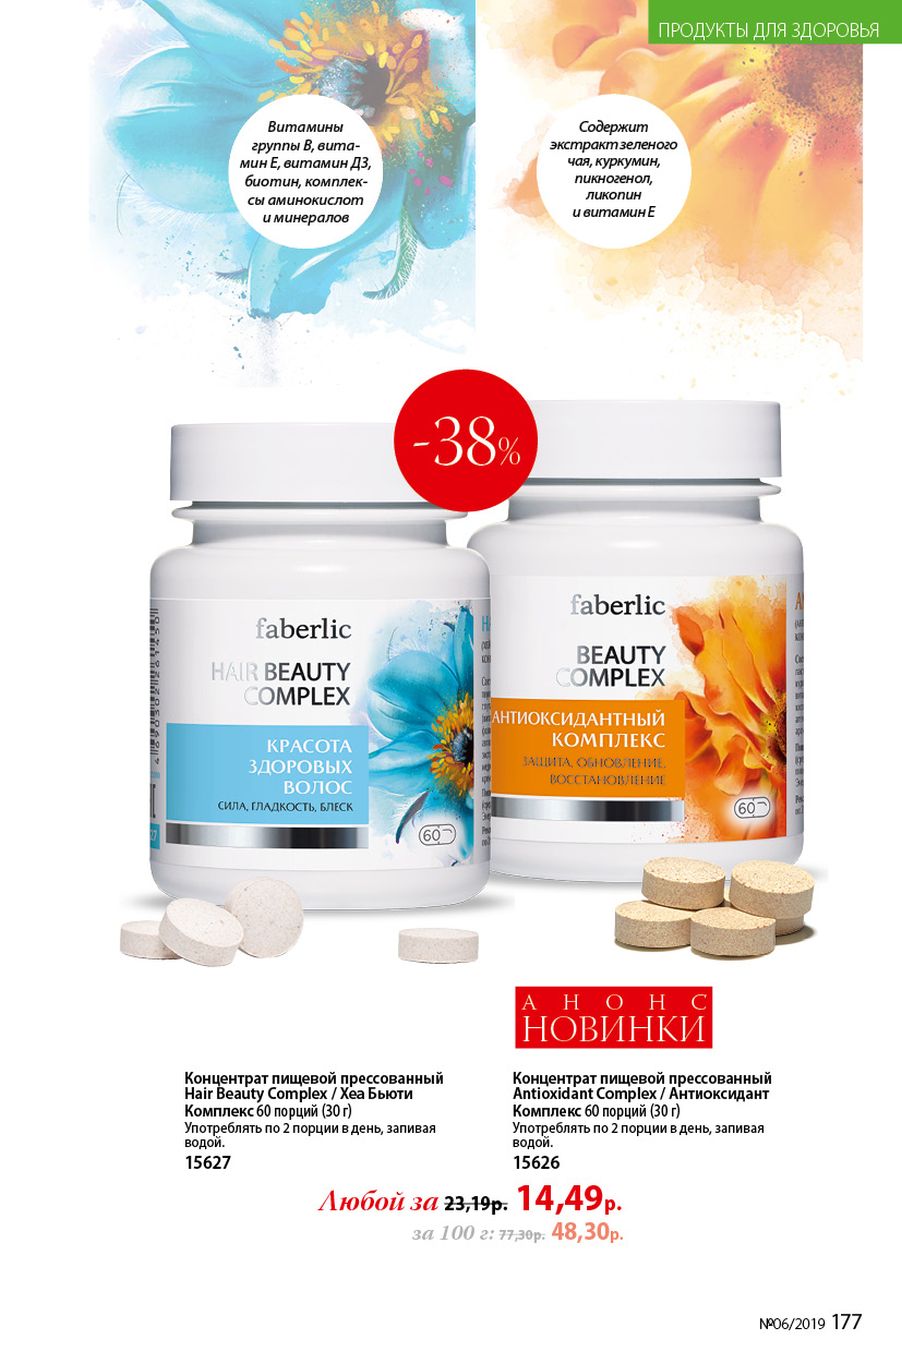 ПРОДУКТЫ ДЛЯ ЗДОРОВЬЯ
Витамины
группы В, вита-
мин Е, витамин Д3,
биотин, комплек-
сы аминокислот
и минералов
Содержит
экстракт зеленого
чая, куркумин,
пикногенол,
ликопин
и витамин Е
-38%
faberlic
HAIR BEAUTY
COMPLEX
КРАСОТА
ЗДОРОВЫХ
ВОЛОС
СИЛА, ГЛАДКОСТЬ, БЛЕСК
60
faberlic
BEAUTY
COMPLEX
АНТИОКСИДАНТНЫЙ
КОМПЛЕКС
ЗАЩИТА, ОБНОВЛЕНИЕ,
ВОССТАНОВЛЕНИЕ
60
АНОНС
НОВИНКИ
Концентрат пищевой прессованный
Hair Beauty Complex / Хеа Бьюти
Комплекс 60 порций (30 г)
Употреблять по 2 порции в день, запивая
водой.
15627
Концентрат пищевой прессованный
Antioxidant Complex / Антиоксидант
Комплекс 60 порций (30 г)
Употреблять по 2 порции в день, запивая
водой.
15626
Любой за 23,19р. 14,49р.
за 100 г: 77,30р. 48,30р.
№06/2019 177